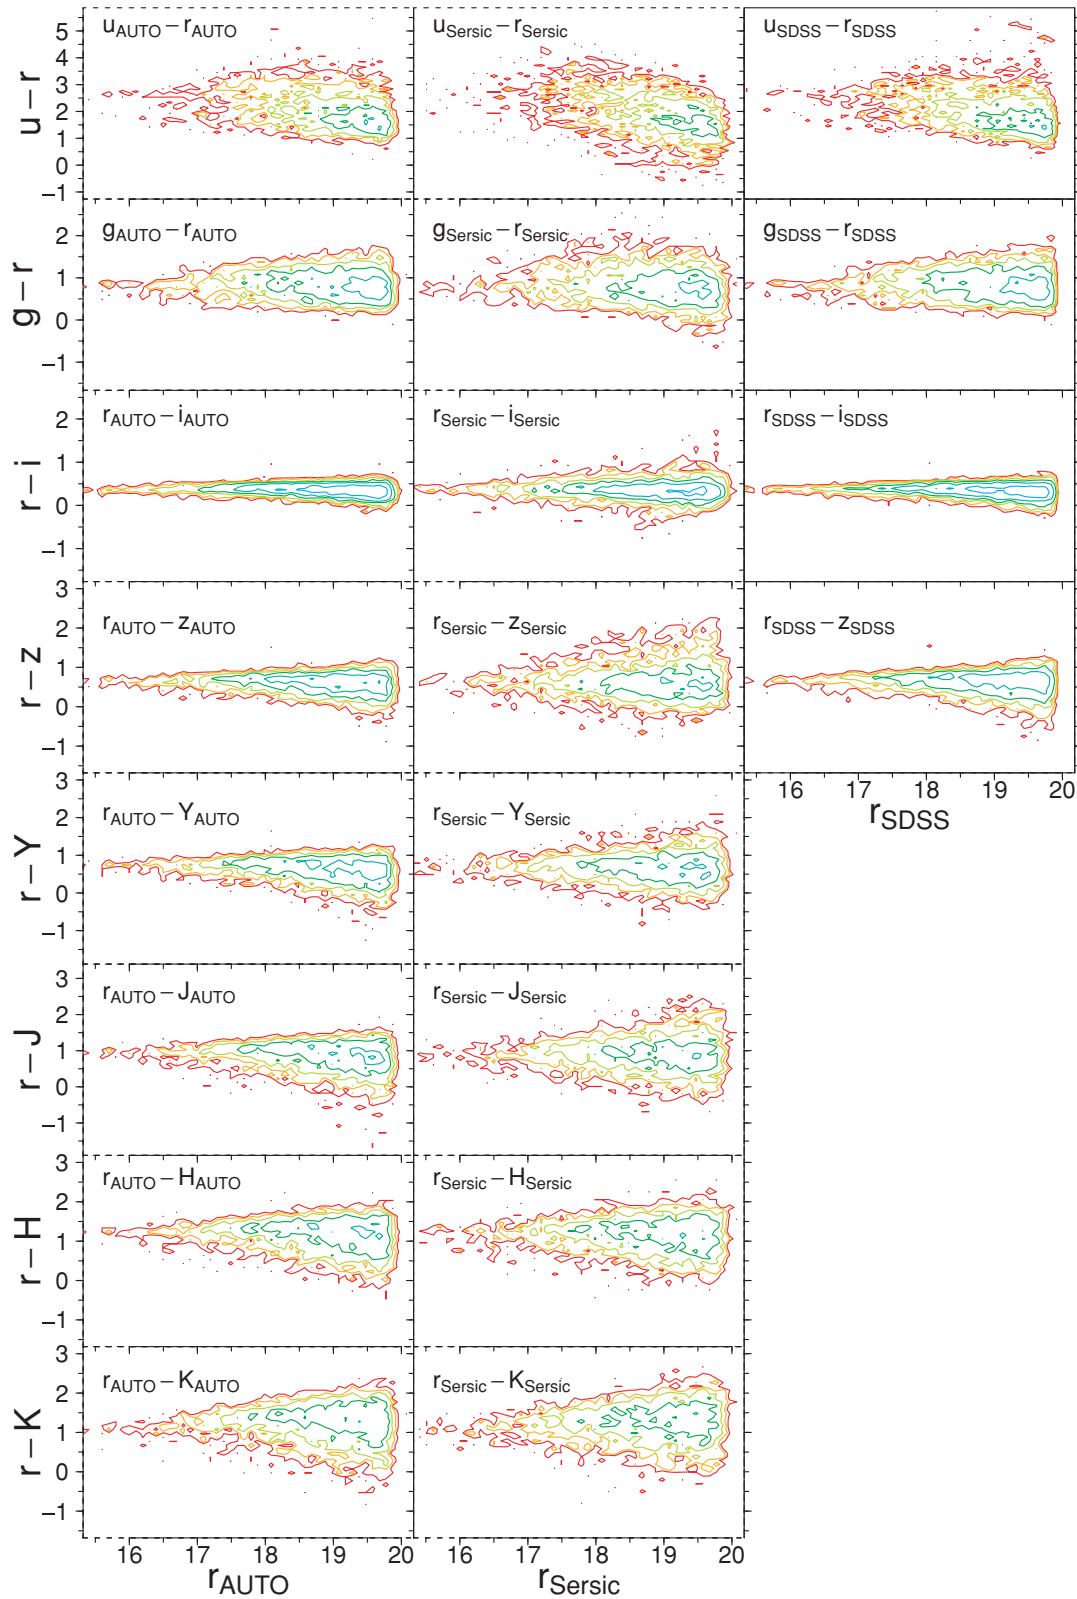 u_AUTO − r_AUTO u_Sersic − r_Sersic u_SDSS − r_SDSS
u − r
5
4
3
2
1
0
−1
g_AUTO − r_AUTO g_Sersic − r_Sersic g_SDSS − r_SDSS
g − r
2
1
0
−1
r_AUTO − i_AUTO r_Sersic − i_Sersic r_SDSS − i_SDSS
r − i
2
1
0
−1
r_AUTO − z_AUTO r_Sersic − z_Sersic r_SDSS − z_SDSS
r − z
3
2
1
0
−1
16 17 18 19 20
r_SDSS
r_AUTO − Y_AUTO r_Sersic − Y_Sersic
r − Y
3
2
1
0
−1
r_AUTO − J_AUTO r_Sersic − J_Sersic
r − J
3
2
1
0
−1
r_AUTO − H_AUTO r_Sersic − H_Sersic
r − H
3
2
1
0
−1
r_AUTO − K_AUTO r_Sersic − K_Sersic
r − K
3
2
1
0
−1
16 17 18 19 20 16 17 18 19 20
r_AUTO r_Sersic